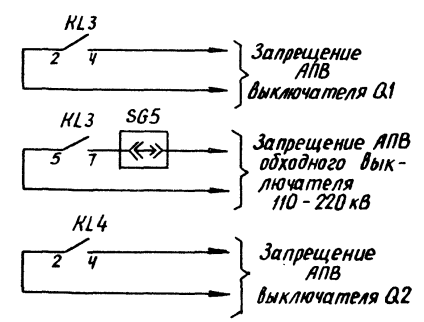 KL3
2 4
Запрещение
АПВ
выключателя Q1
KL3
SG5
5 7
Запрещение АПВ
обходного вык-
лючателя
110-220 кВ
KL4
2 4
Запрещение
АПВ
выключателя Q2